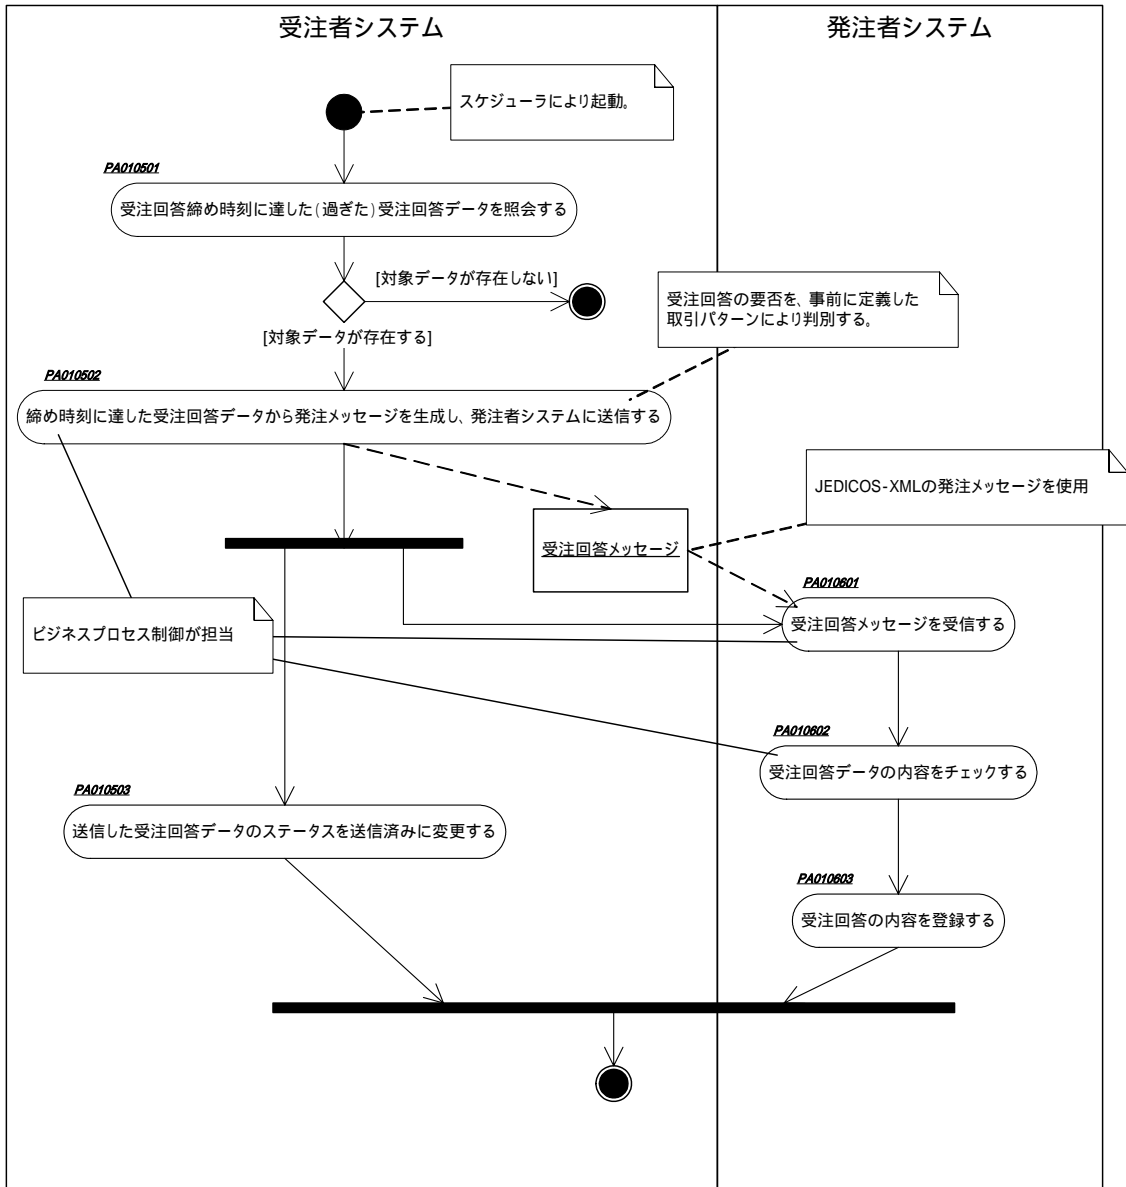 受注者システム
発注者システム
スケジューラにより起動。
PA010501
受注回答締め時刻に達した(過ぎた)受注回答データを照会する
[対象データが存在しない]
受注回答の要否を、事前に定義した
取引パターンにより判別する。
[対象データが存在する]
PA010502
締め時刻に達した受注回答データから発注メッセージを生成し、発注者システムに送信する
JEDICOS-XMLの発注メッセージを使用
受注回答メッセージ
PA010601
受注回答メッセージを受信する
ビジネスプロセス制御が担当
PA010602
受注回答データの内容をチェックする
PA010503
送信した受注回答データのステータスを送信済みに変更する
PA010603
受注回答の内容を登録する